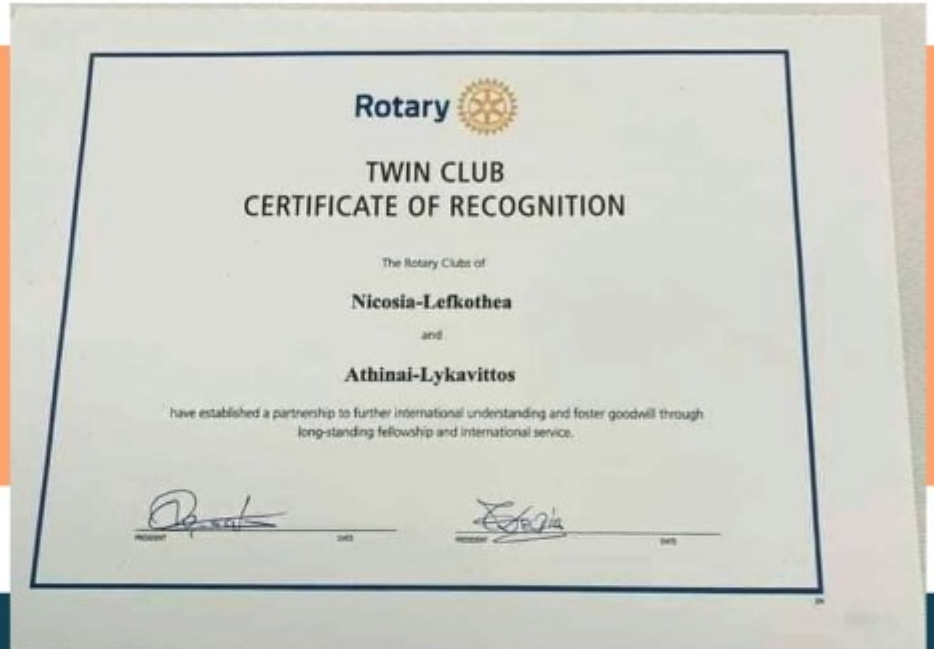 Rotary
TWIN CLUB
CERTIFICATE OF RECOGNITION
The Rotary Clubs of
Nicosia-Lefkothea
and
Athinai-Lykavittos
have established a partnership to further international understanding and foster goodwill through
long-standing fellowship and international service.
PRESIDENT DATE PRESIDENT DATE